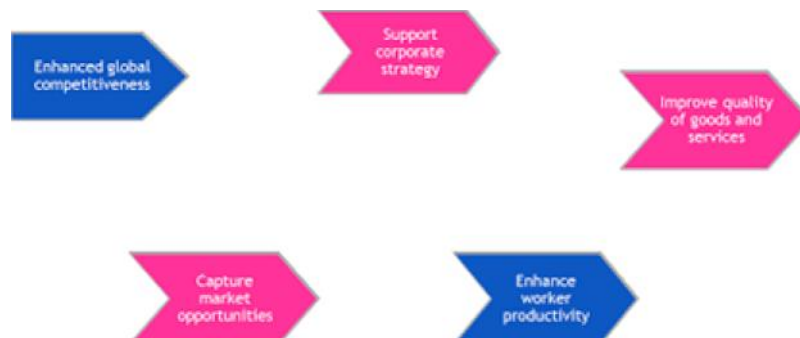 Enhanced global
competitiveness
Support
corporate
strategy
Improve quality
of goods and
services
Capture
market
opportunities
Enhance
worker
productivity